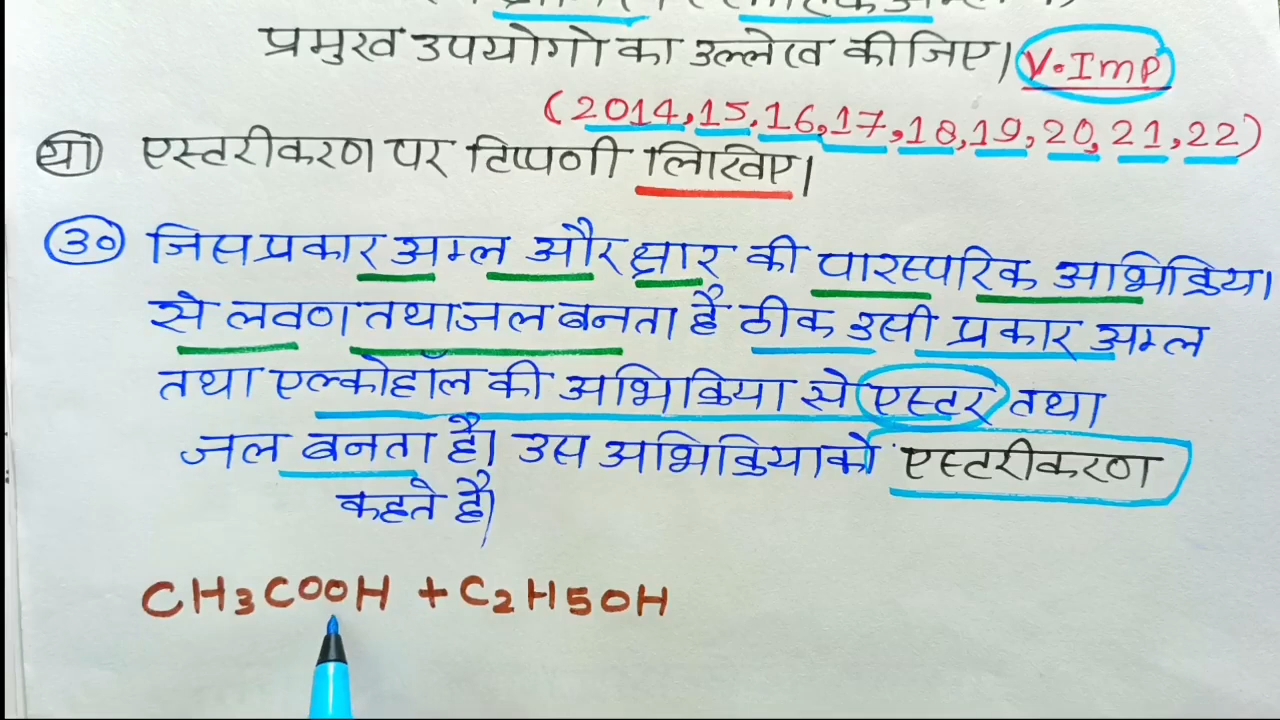 प्रमुख उपयोगो का उल्लेख कीजिए। V.Imp
(2014,15,16,17,18,19,20,21,22)
या एस्टरीकरण पर टिप्पणी लिखिए।
उ० जिस प्रकार अम्ल और क्षार की पारस्परिक अभिक्रिया
से लवण तथा जल बनता है ठीक उसी प्रकार अम्ल
तथा एल्कोहॉल की अभिक्रिया से एस्टर तथा
जल बनता है। उस अभिक्रिया को एस्टरीकरण
कहते है।
CH3COOH + C2H5OH